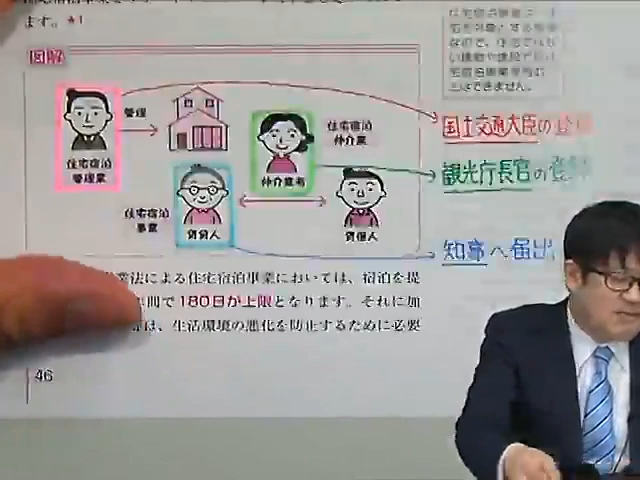 ます。★1
図解
管理
住宅宿泊
管理業
住宅宿泊
仲介業
仲介業者
住宅宿泊
事業
賃貸人
賃借人
国土交通大臣の登
観光庁長官の登
知事へ届出
業法による住宅宿泊事業においては、宿泊を提
間で180日が上限となります。それに加
は、生活環境の悪化を防止するために必要
はできません。
46